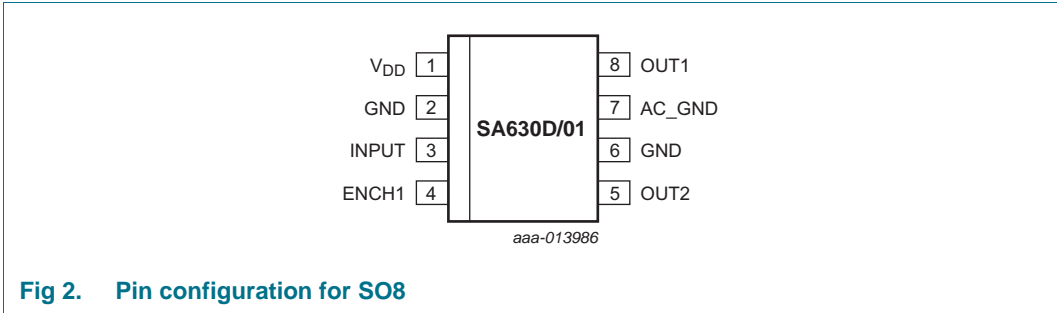 V_DD 1 8 OUT1
GND 2 7 AC_GND
SA630D/01
INPUT 3 6 GND
ENCH1 4 5 OUT2
aaa-013986
Fig 2. Pin configuration for SO8